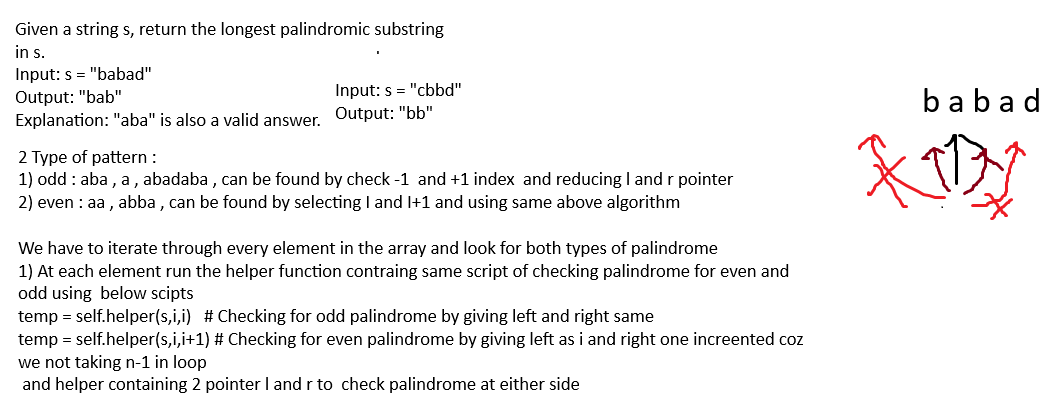 Given a string s, return the longest palindromic substring
in s.
Input: s = "babad"
Output: "bab"
Explanation: "aba" is also a valid answer.
Input: s = "cbbd"
Output: "bb"
b a b a d
2 Type of pattern :
1) odd : aba , a , abadaba , can be found by check -1  and +1 index  and reducing l and r pointer
2) even : aa , abba , can be found by selecting I and I+1 and using same above algorithm
We have to iterate through every element in the array and look for both types of palindrome
1) At each element run the helper function contraing same script of checking palindrome for even and
odd using  below scipts
temp = self.helper(s,i,i)   # Checking for odd palindrome by giving left and right same
temp = self.helper(s,i,i+1) # Checking for even palindrome by giving left as i and right one increented coz
we not taking n-1 in loop
and helper containing 2 pointer l and r to  check palindrome at either side